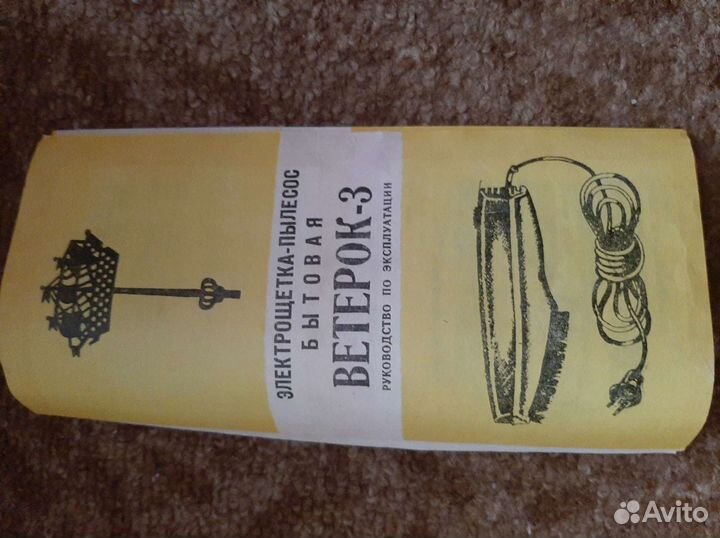 ЭЛЕКТРОЩЕТКА-ПЫЛЕСОС
БЫТОВАЯ
ВЕТЕРОК-3
РУКОВОДСТВО ПО ЭКСПЛУАТАЦИИ
Avito